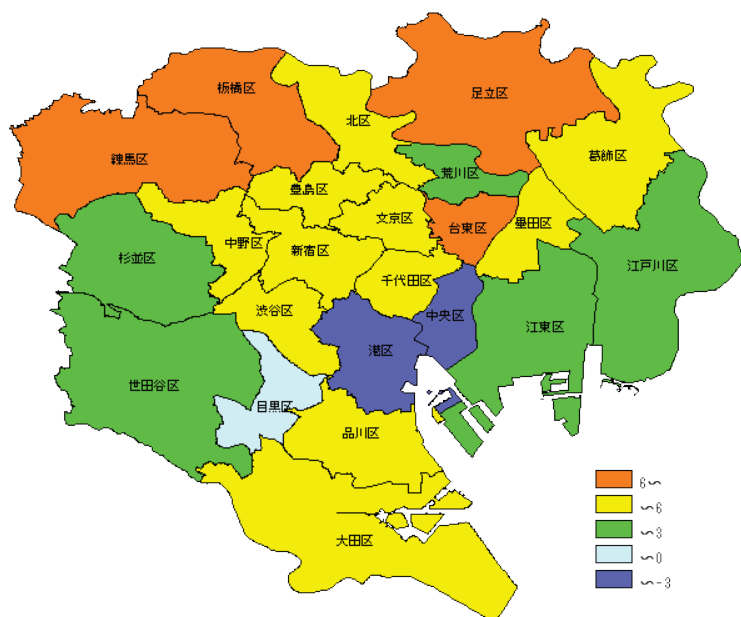 板橋区
足立区
北区
練馬区
葛飾区
荒川区
豊島区
文京区
台東区
墨田区
中野区
新宿区
杉並区
江戸川区
千代田区
渋谷区
中央区
江東区
港区
世田谷区
目黒区
品川区
大田区
6～
～6
～3
～0
～-3